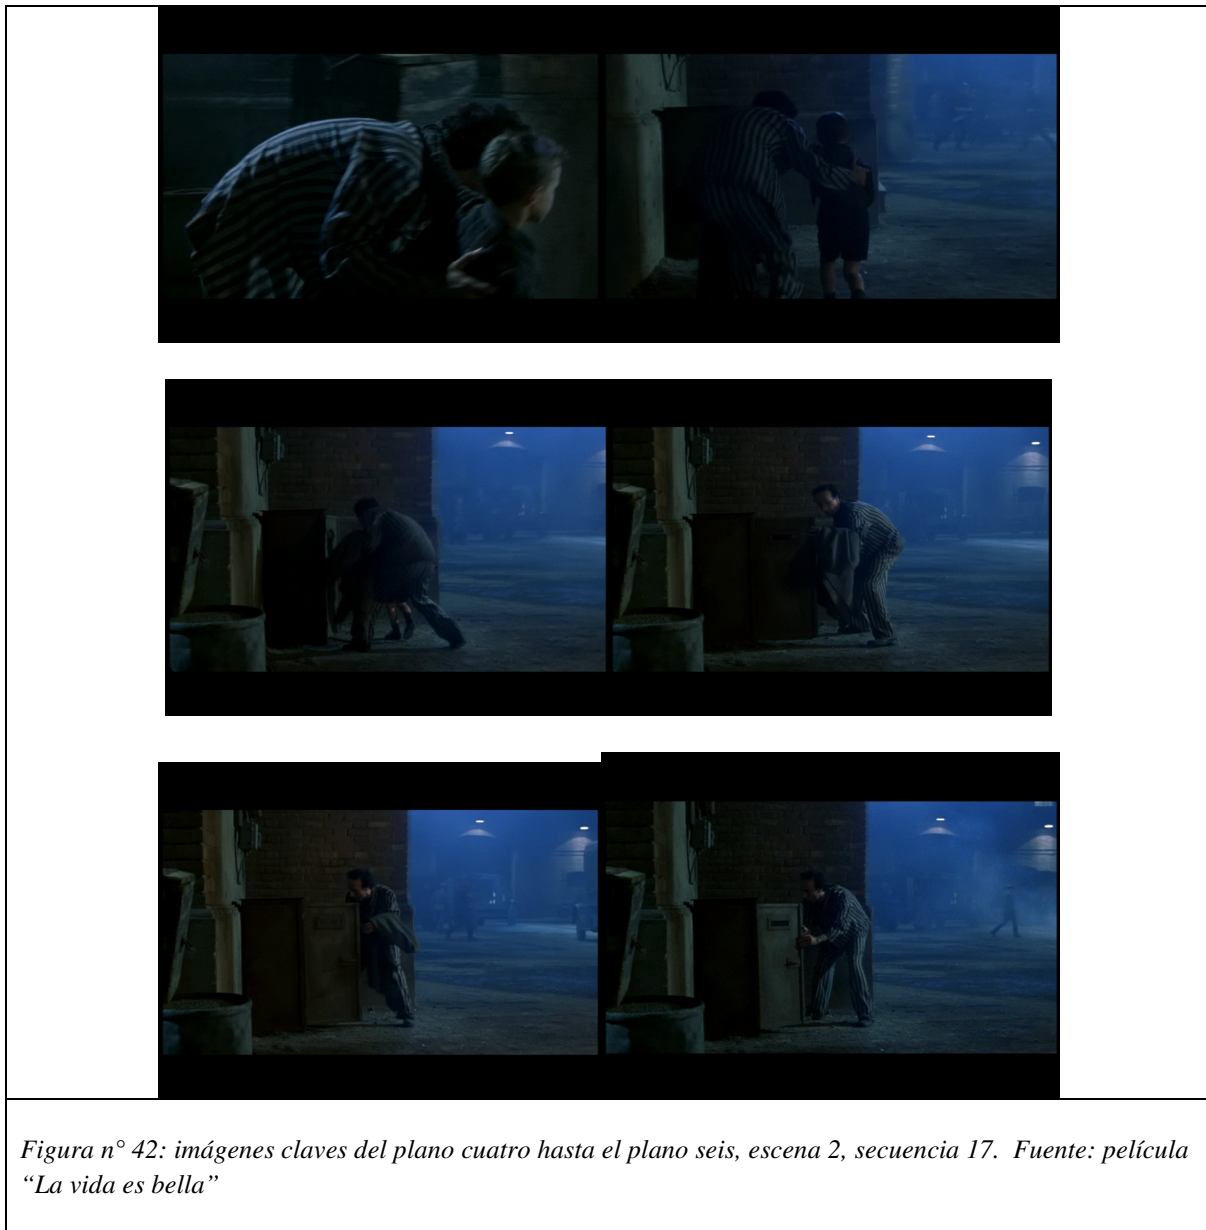 Figura n° 42: imágenes claves del plano cuatro hasta el plano seis, escena 2, secuencia 17.  Fuente: película
“La vida es bella”